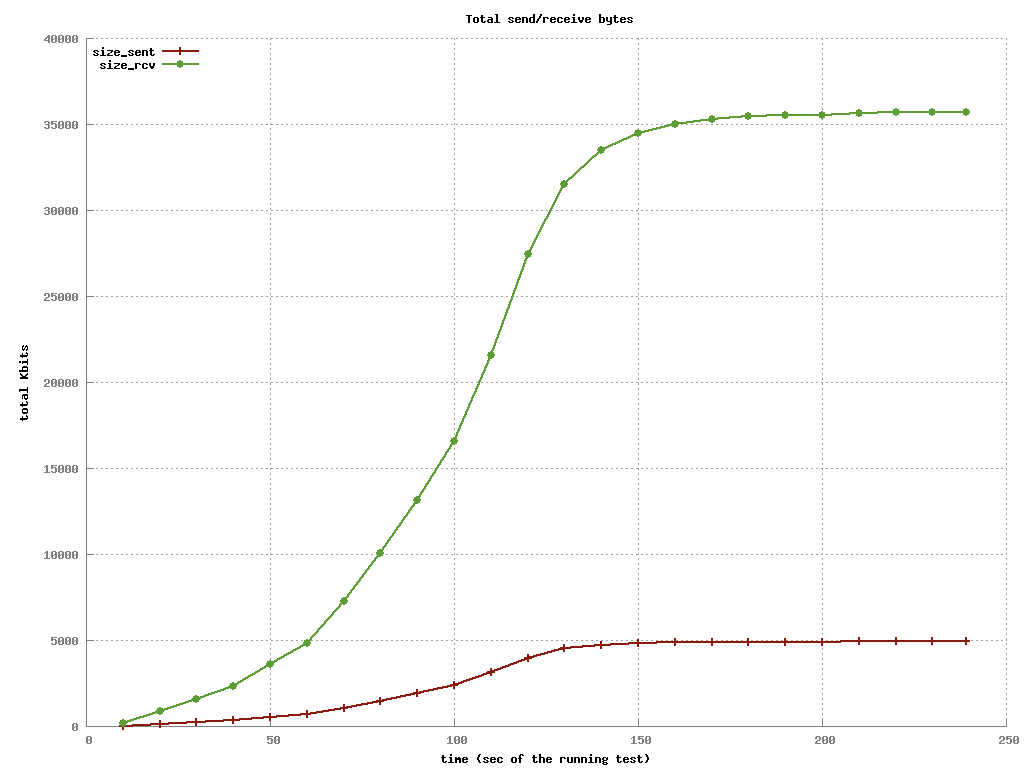 Total send/receive bytes
40000
size_sent
size_rcv
35000
30000
25000
20000
total Kbits
15000
10000
5000
0
0 50 100 150 200 250
time (sec of the running test)